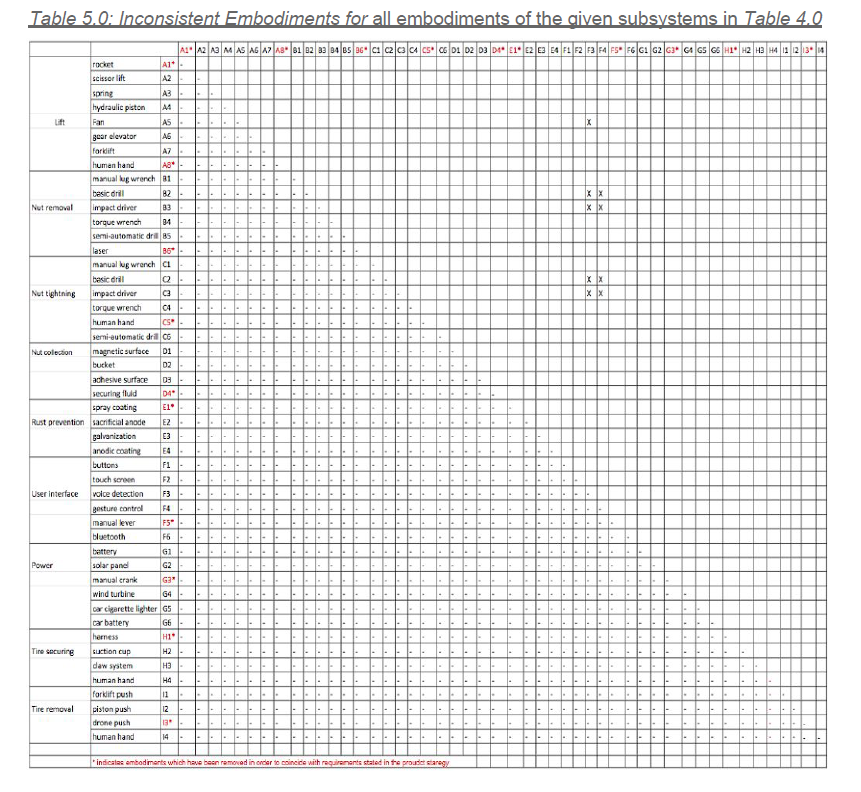 Table 5.0: Inconsistent Embodiments for all embodiments of the given subsystems in Table 4.0
A1* A2 A3 A4 A5 A6 A7 A8* B1 B2 B3 B4 B5 B6* C1 C2 C3 C4 C5* C6 D1 D2 D3 D4* E1* E2 E3 E4 F1 F2 F3 F4 F5* F6 G1 G2 G3* G4 G5 G6 H1* H2 H3 H4 I1 I2 I3* I4
rocket A1*
scissor lift A2
spring A3
hydraulic piston A4
Lift Fan A5 X
gear elevator A6
forklift A7
human hand A8*
manual lug wrench B1
basic drill B2 X X
Nut removal impact driver B3 X X
torque wrench B4
semi-automatic drill B5
laser B6*
manual lug wrench C1
basic drill C2 X X
Nut tightning impact driver C3 X X
torque wrench C4
human hand C5*
semi-automatic drill C6
Nut collection magnetic surface D1
bucket D2
adhesive surface D3
securing fluid D4*
spray coating E1*
Rust prevention sacrificial anode E2
galvanization E3
anodic coating E4
buttons F1
touch screen F2
User interface voice detection F3
gesture control F4
manual lever F5*
bluetooth F6
battery G1
Power solar panel G2
manual crank G3*
wind turbine G4
car cigarette lighter G5
car battery G6
harness H1*
Tire securing suction cup H2
claw system H3
human hand H4
forklift push I1
Tire removal piston push I2
drone push I3*
human hand I4
* indicates embodiments which have been removed in order to coincide with requirements stated in the proudct staregy